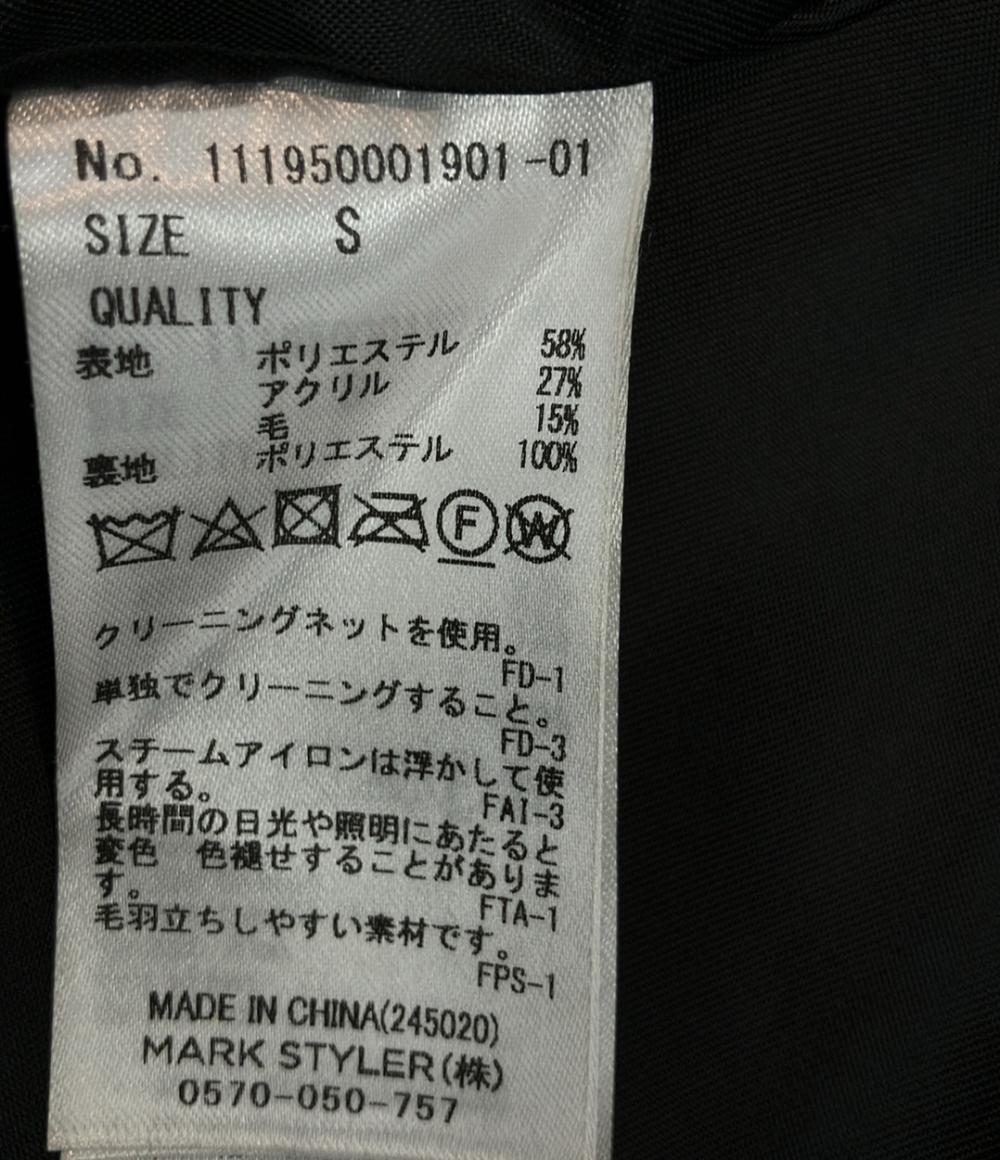 No. 111950001901-01
SIZE S
QUALITY
表地 ポリエステル 58%
アクリル 27%
毛 15%
裏地 ポリエステル 100%
F W
クリーニングネットを使用。
FD-1
単独でクリーニングすること。
FD-3
スチームアイロンは浮かして使
用する。
FAI-3
長時間の日光や照明にあたると
変色 色褪せすることがありま
す。
FTA-1
毛羽立ちしやすい素材です。
FPS-1
MADE IN CHINA(245020)
MARK STYLER(株)
0570-050-757